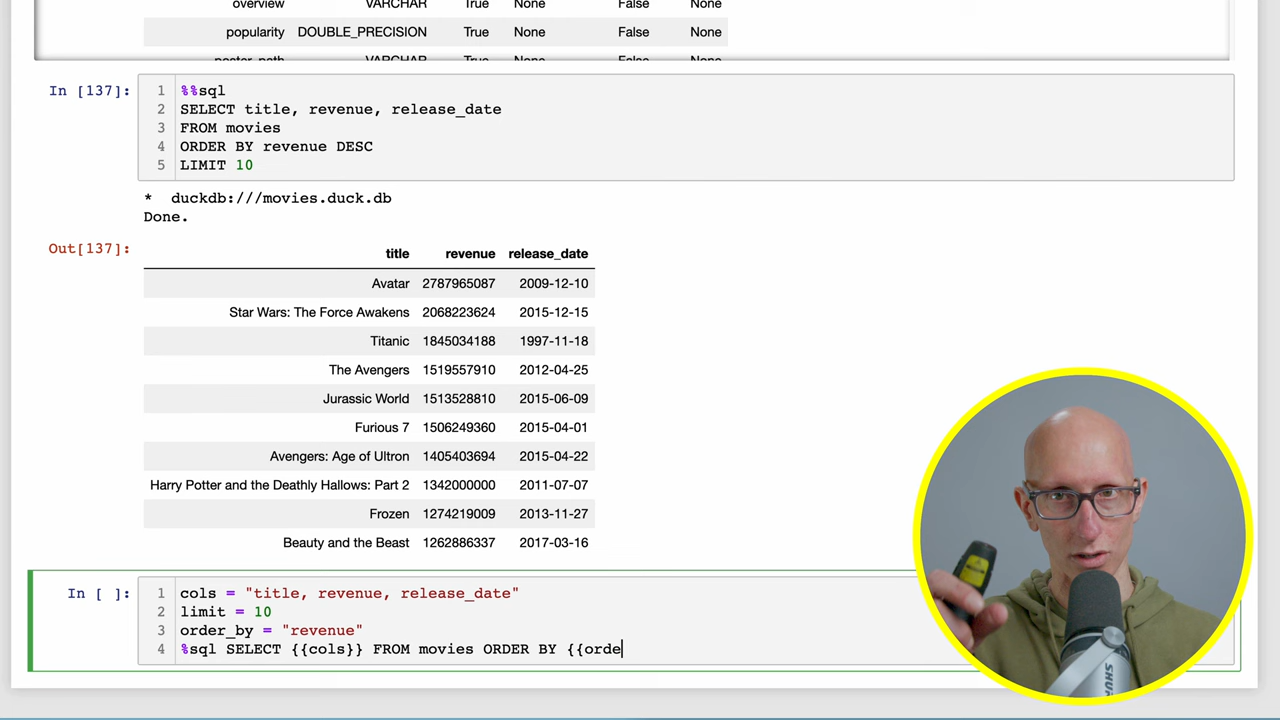 overview VARCHAR True None False None
popularity DOUBLE_PRECISION True None False None
poster_path VARCHAR True None False None
In [137]:
1 %%sql
2 SELECT title, revenue, release_date
3 FROM movies
4 ORDER BY revenue DESC
5 LIMIT 10
* duckdb:///movies.duck.db
Done.
Out[137]:
title revenue release_date
Avatar 2787965087 2009-12-10
Star Wars: The Force Awakens 2068223624 2015-12-15
Titanic 1845034188 1997-11-18
The Avengers 1519557910 2012-04-25
Jurassic World 1513528810 2015-06-09
Furious 7 1506249360 2015-04-01
Avengers: Age of Ultron 1405403694 2015-04-22
Harry Potter and the Deathly Hallows: Part 2 1342000000 2011-07-07
Frozen 1274219009 2013-11-27
Beauty and the Beast 1262886337 2017-03-16
In [ ]:
1 cols = "title, revenue, release_date"
2 limit = 10
3 order_by = "revenue"
4 %sql SELECT {{cols}} FROM movies ORDER BY {{orde
SHURE